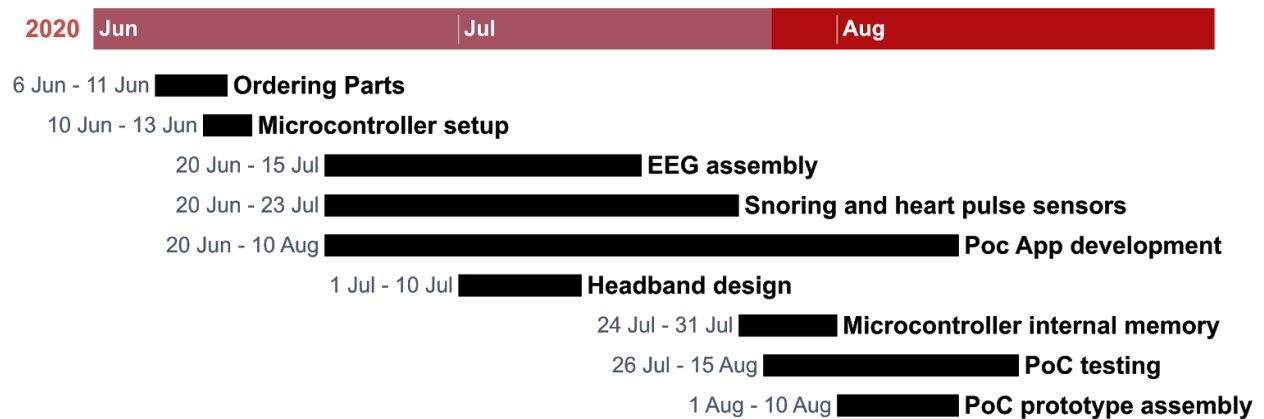 2020 Jun Jul Aug
6 Jun - 11 Jun Ordering Parts
10 Jun - 13 Jun Microcontroller setup
20 Jun - 15 Jul EEG assembly
20 Jun - 23 Jul Snoring and heart pulse sensors
20 Jun - 10 Aug Poc App development
1 Jul - 10 Jul Headband design
24 Jul - 31 Jul Microcontroller internal memory
26 Jul - 15 Aug PoC testing
1 Aug - 10 Aug PoC prototype assembly